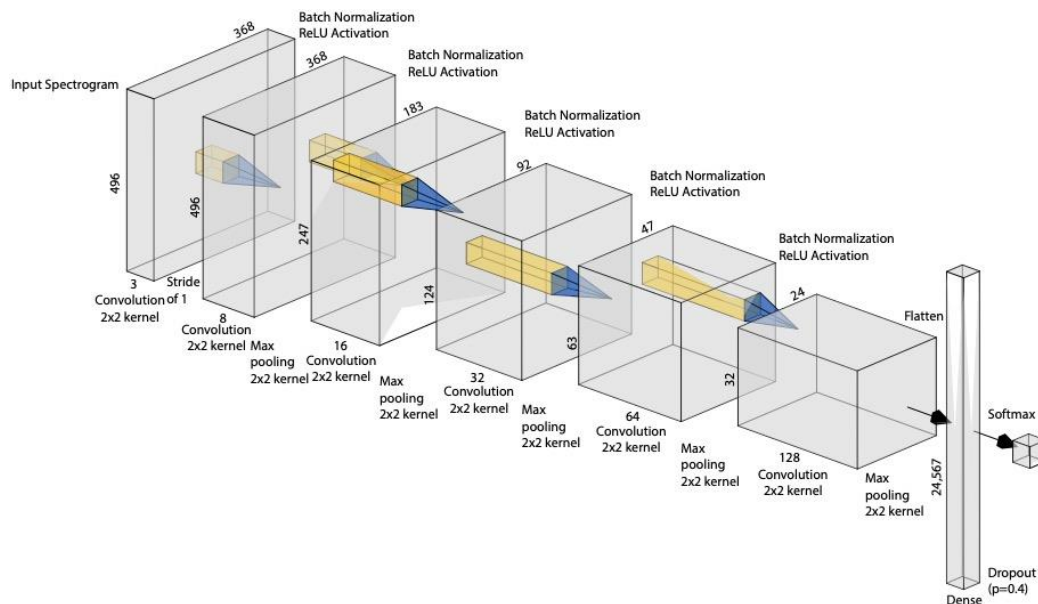 Input Spectrogram
368
496
3
Convolution
2x2 kernel
Stride
of 1
Batch Normalization
ReLU Activation
368
496
8
Convolution
2x2 kernel
Max
pooling
2x2 kernel
Batch Normalization
ReLU Activation
183
247
16
Convolution
2x2 kernel
Max
pooling
2x2 kernel
Batch Normalization
ReLU Activation
92
124
32
Convolution
2x2 kernel
Max
pooling
2x2 kernel
Batch Normalization
ReLU Activation
47
63
64
Convolution
2x2 kernel
Max
pooling
2x2 kernel
Batch Normalization
ReLU Activation
24
32
128
Convolution
2x2 kernel
Max
pooling
2x2 kernel
Flatten
24,567
Dense
Dropout
(p=0.4)
Softmax